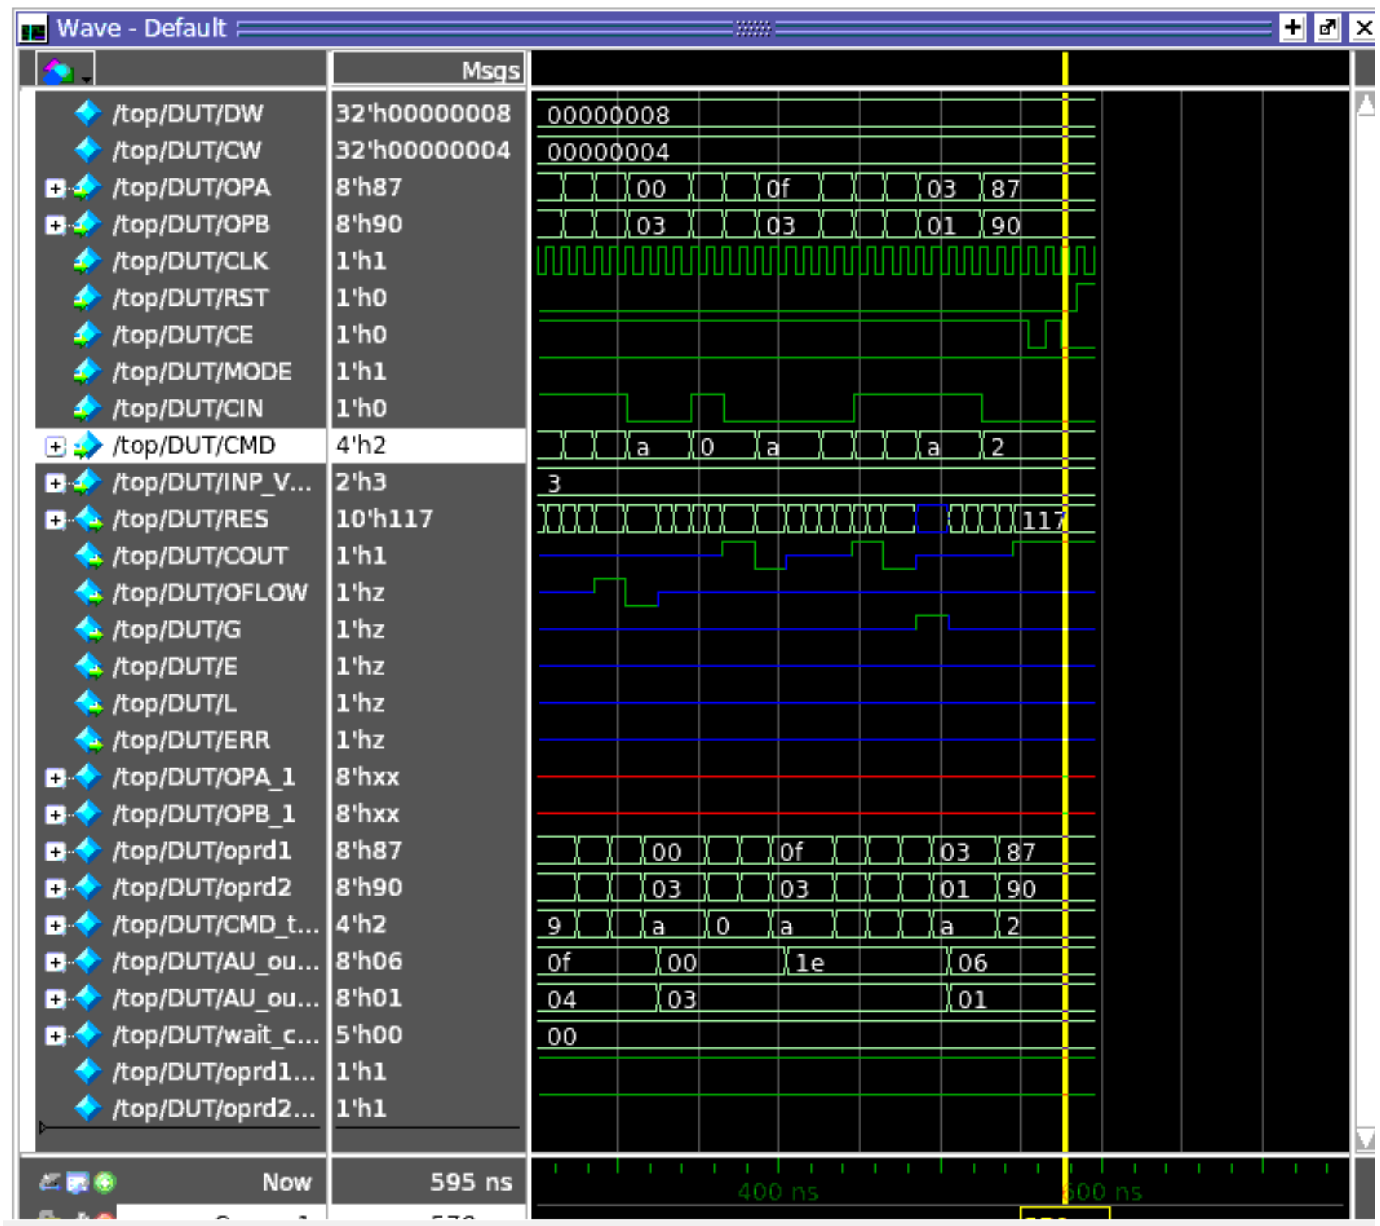 Wave - Default
Msgs
/top/DUT/DW 32'h00000008 00000008
/top/DUT/CW 32'h00000004 00000004
/top/DUT/OPA 8'h87 00 0f 03 87
/top/DUT/OPB 8'h90 03 03 01 90
/top/DUT/CLK 1'h1
/top/DUT/RST 1'h0
/top/DUT/CE 1'h0
/top/DUT/MODE 1'h1
/top/DUT/CIN 1'h0
/top/DUT/CMD 4'h2 a 0 a a 2
/top/DUT/INP_V... 2'h3 3
/top/DUT/RES 10'h117 117
/top/DUT/COUT 1'h1
/top/DUT/OFLOW 1'hz
/top/DUT/G 1'hz
/top/DUT/E 1'hz
/top/DUT/L 1'hz
/top/DUT/ERR 1'hz
/top/DUT/OPA_1 8'hxx
/top/DUT/OPB_1 8'hxx
/top/DUT/oprd1 8'h87 00 0f 03 87
/top/DUT/oprd2 8'h90 03 03 01 90
/top/DUT/CMD_t... 4'h2 9 a 0 a a 2
/top/DUT/AU_ou... 8'h06 0f 00 1e 06
/top/DUT/AU_ou... 8'h01 04 03 01
/top/DUT/wait_c... 5'h00 00
/top/DUT/oprd1... 1'h1
/top/DUT/oprd2... 1'h1
Now 595 ns 400 ns 600 ns